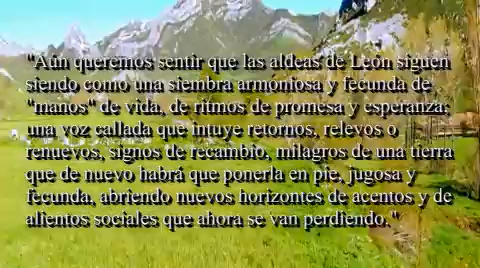 "Aún queremos sentir que las aldeas de León siguen
siendo como una siembra armoniosa y fecunda de
"manos" de vida, de ritmos de promesa y esperanza;
una voz callada que intuye retornos, relevos o
renuevos, signos de recambio, milagros de una tierra
que de nuevo habrá que ponerla en pie, jugosa y
fecunda, abriendo nuevos horizontes de acentos y de
alientos sociales que ahora se van perdiendo."